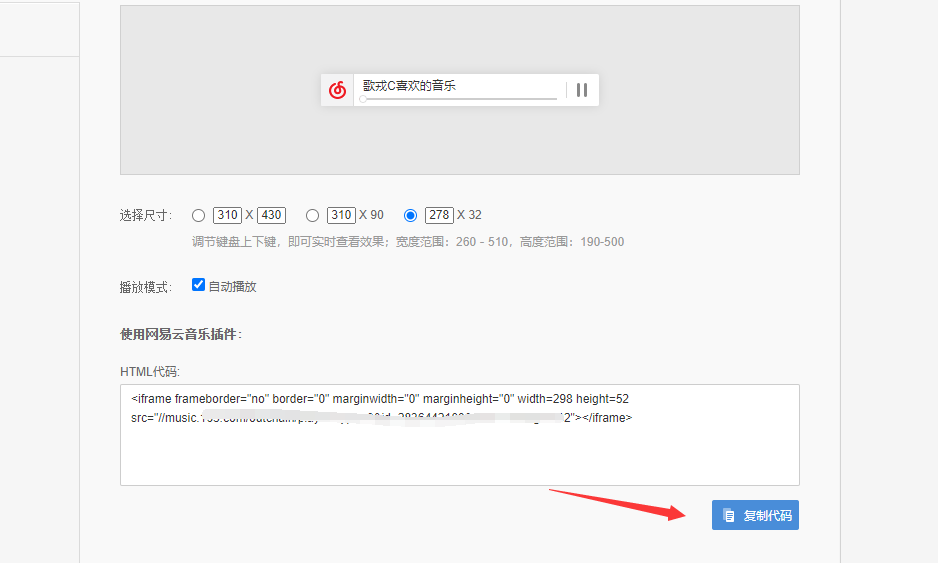 歌戎C喜欢的音乐
选择尺寸： 310 X 430 310 X 90 278 X 32
调节键盘上下键，即可实时查看效果；宽度范围：260 - 510，高度范围：190-500
播放模式： 自动播放
使用网易云音乐插件：
HTML代码:
<iframe frameborder="no" border="0" marginwidth="0" marginheight="0" width=298 height=52
src="//music. 2"></iframe>
复制代码